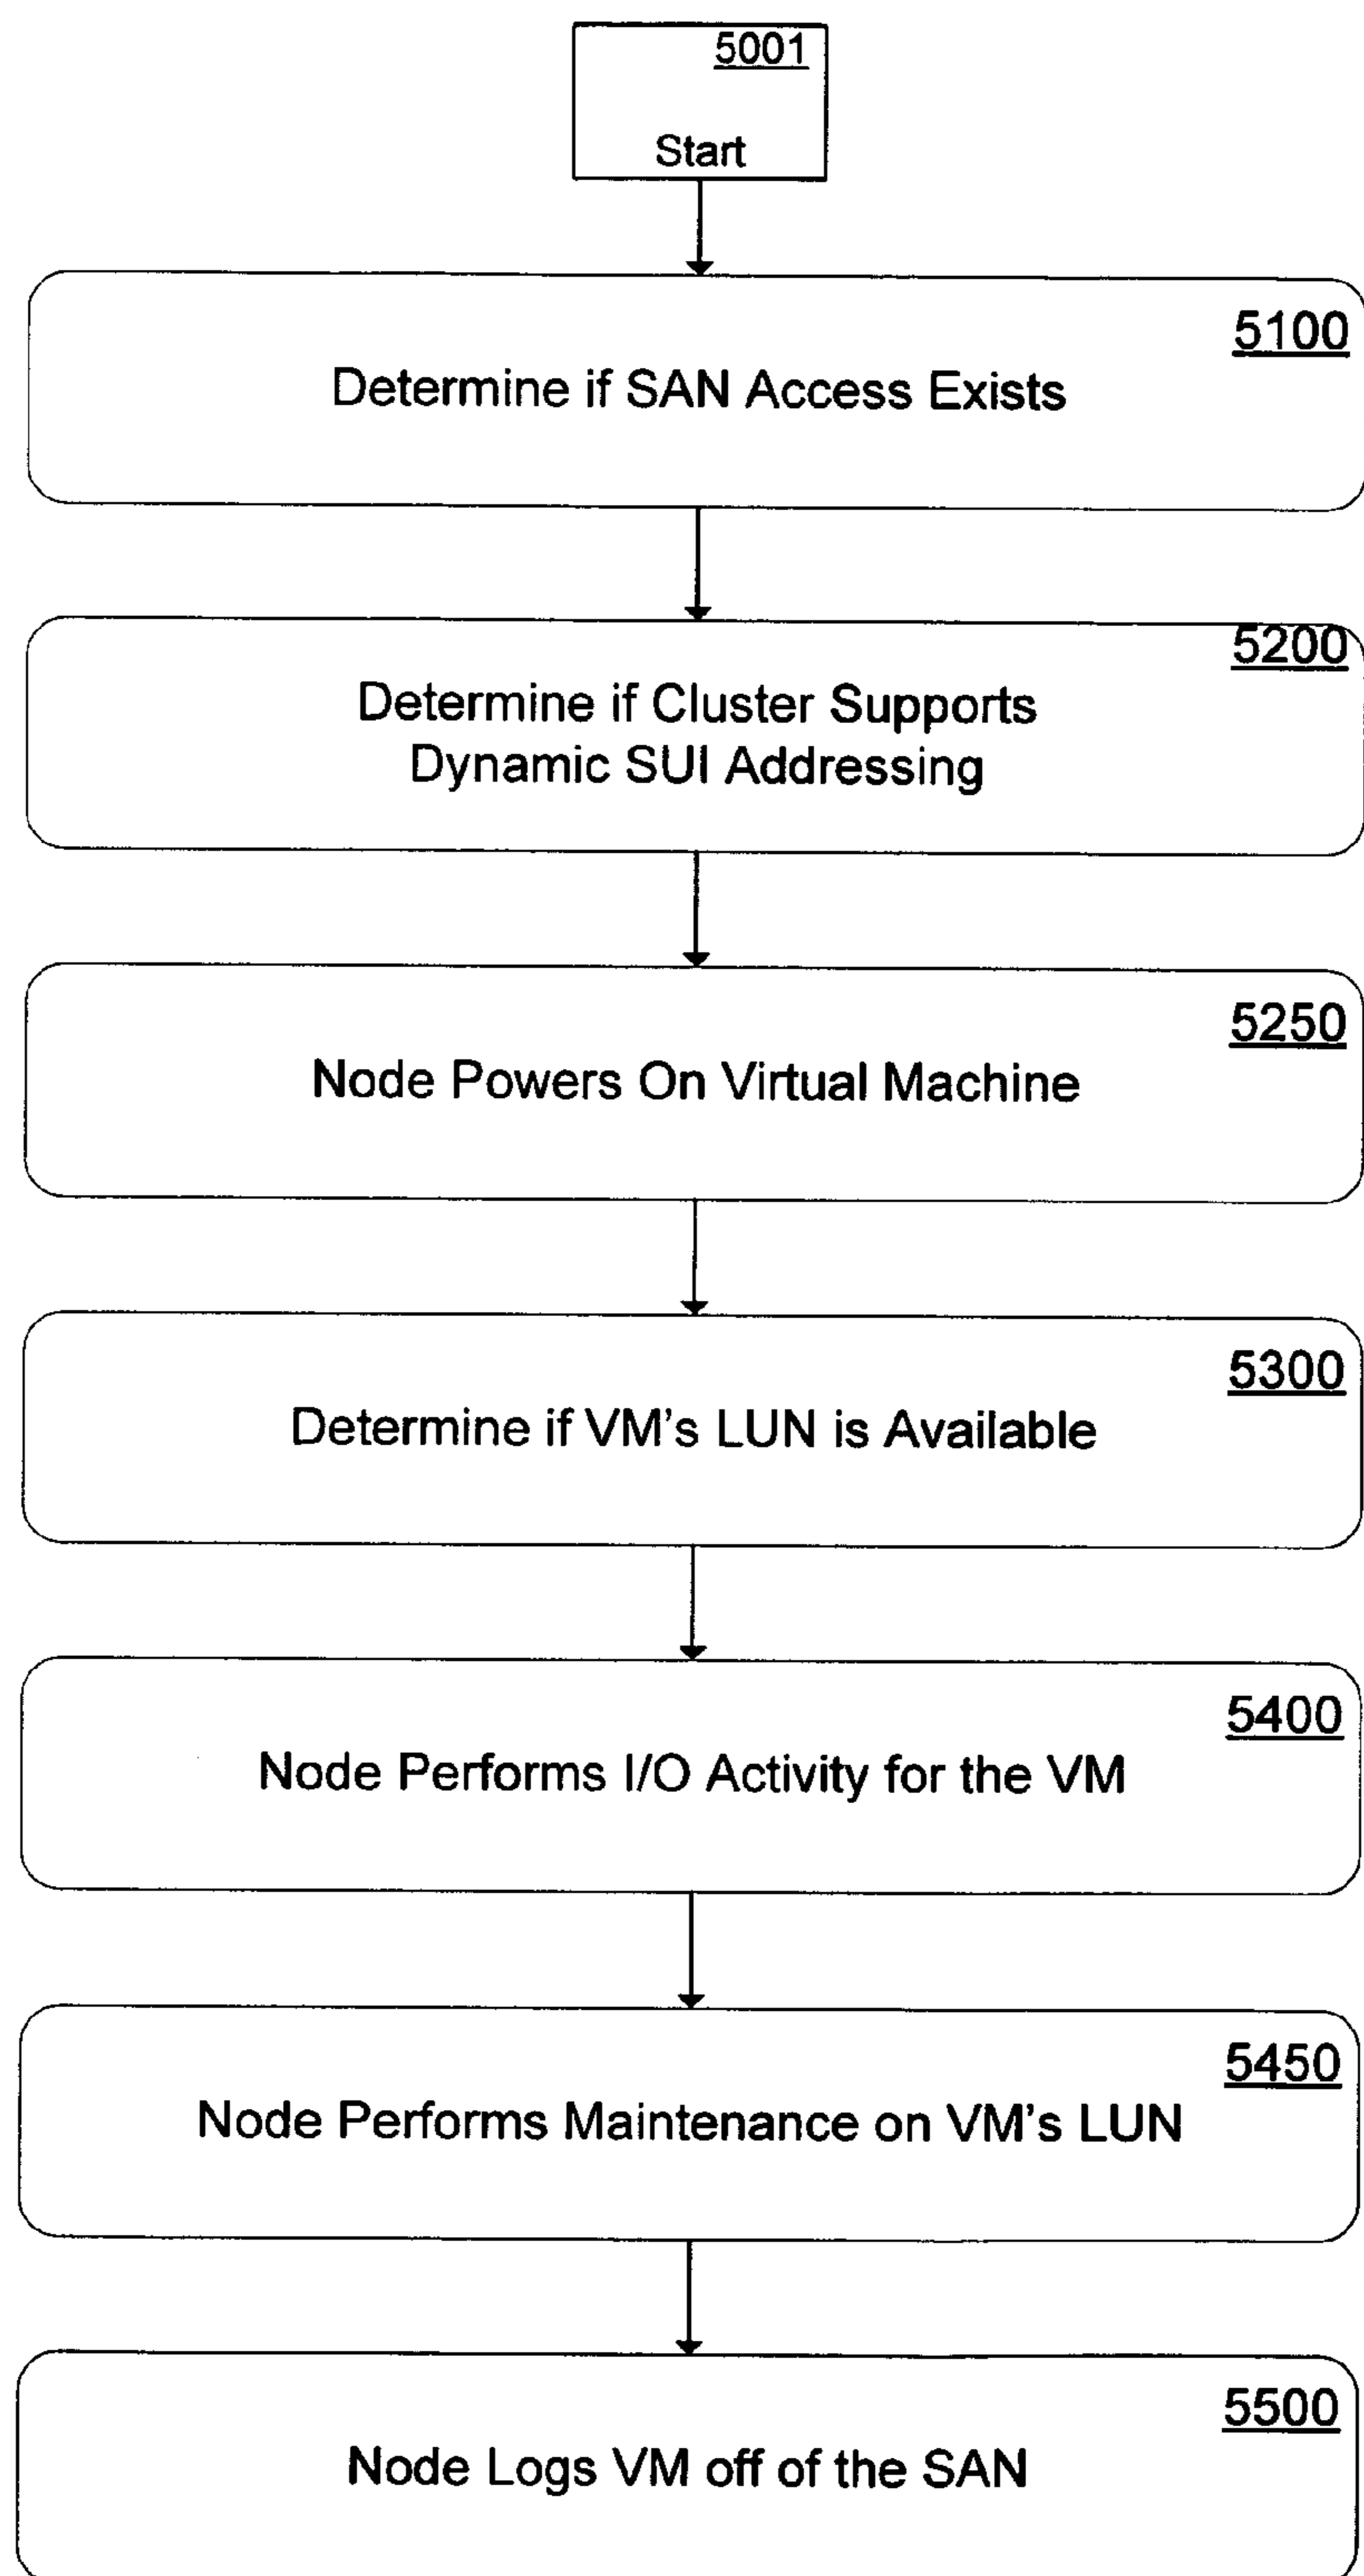 5001
Start
5100
Determine if SAN Access Exists
5200
Determine if Cluster Supports
Dynamic SUI Addressing
5250
Node Powers On Virtual Machine
5300
Determine if VM's LUN is Available
5400
Node Performs I/O Activity for the VM
5450
Node Performs Maintenance on VM's LUN
5500
Node Logs VM off of the SAN